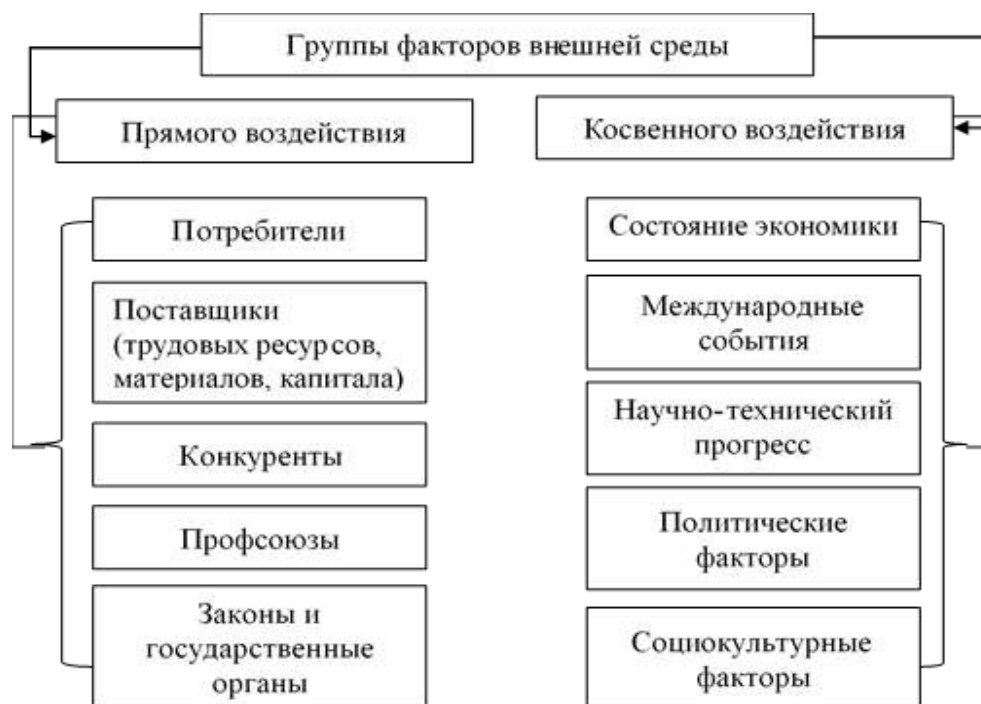 Группы факторов внешней среды
Прямого воздействия
Косвенного воздействия
Потребители
Поставщики
(трудовых ресурсов,
материалов, капитала)
Конкуренты
Профсоюзы
Законы и
государственные
органы
Состояние экономики
Международные
события
Научно-технический
прогресс
Политические
факторы
Социокультурные
факторы